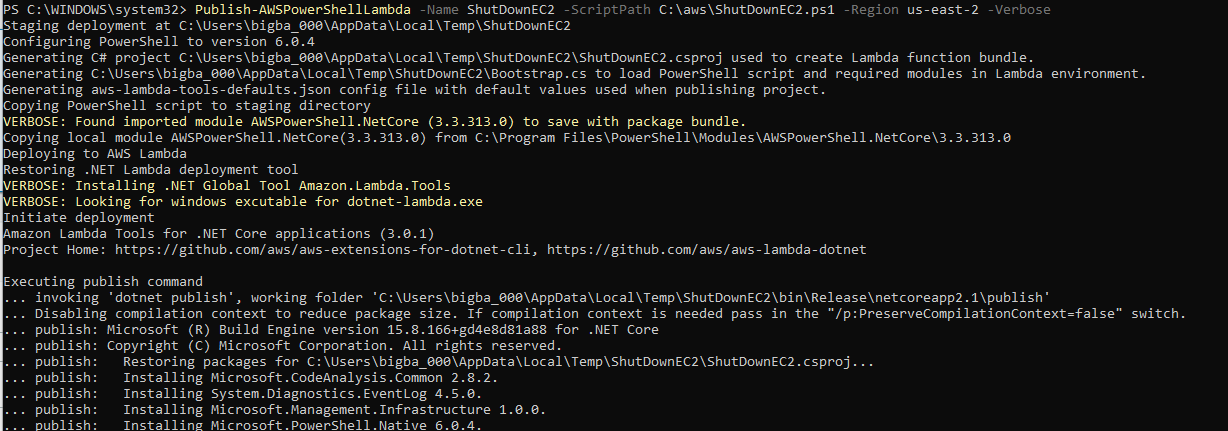 PS C:\WINDOWS\system32> Publish-AWSPowerShellLambda -Name ShutDownEC2 -ScriptPath C:\aws\ShutDownEC2.ps1 -Region us-east-2 -Verbose
Staging deployment at C:\Users\bigba_000\AppData\Local\Temp\ShutDownEC2
Configuring PowerShell to version 6.0.4
Generating C# project C:\Users\bigba_000\AppData\Local\Temp\ShutDownEC2\ShutDownEC2.csproj used to create Lambda function bundle.
Generating C:\Users\bigba_000\AppData\Local\Temp\ShutDownEC2\Bootstrap.cs to load PowerShell script and required modules in Lambda environment.
Generating aws-lambda-tools-defaults.json config file with default values used when publishing project.
Copying PowerShell script to staging directory
VERBOSE: Found imported module AWSPowerShell.NetCore (3.3.313.0) to save with package bundle.
Copying local module AWSPowerShell.NetCore(3.3.313.0) from C:\Program Files\PowerShell\Modules\AWSPowerShell.NetCore\3.3.313.0
Deploying to AWS Lambda
Restoring .NET Lambda deployment tool
VERBOSE: Installing .NET Global Tool Amazon.Lambda.Tools
VERBOSE: Looking for windows excutable for dotnet-lambda.exe
Initiate deployment
Amazon Lambda Tools for .NET Core applications (3.0.1)
Project Home: https://github.com/aws/aws-extensions-for-dotnet-cli, https://github.com/aws/aws-lambda-dotnet
Executing publish command
... invoking 'dotnet publish', working folder 'C:\Users\bigba_000\AppData\Local\Temp\ShutDownEC2\bin\Release\netcoreapp2.1\publish'
... Disabling compilation context to reduce package size. If compilation context is needed pass in the "/p:PreserveCompilationContext=false" switch.
... publish: Microsoft (R) Build Engine version 15.8.166+gd4e8d81a88 for .NET Core
... publish: Copyright (C) Microsoft Corporation. All rights reserved.
... publish:   Restoring packages for C:\Users\bigba_000\AppData\Local\Temp\ShutDownEC2\ShutDownEC2.csproj...
... publish:   Installing Microsoft.CodeAnalysis.Common 2.8.2.
... publish:   Installing System.Diagnostics.EventLog 4.5.0.
... publish:   Installing Microsoft.Management.Infrastructure 1.0.0.
... publish:   Installing Microsoft.PowerShell.Native 6.0.4.